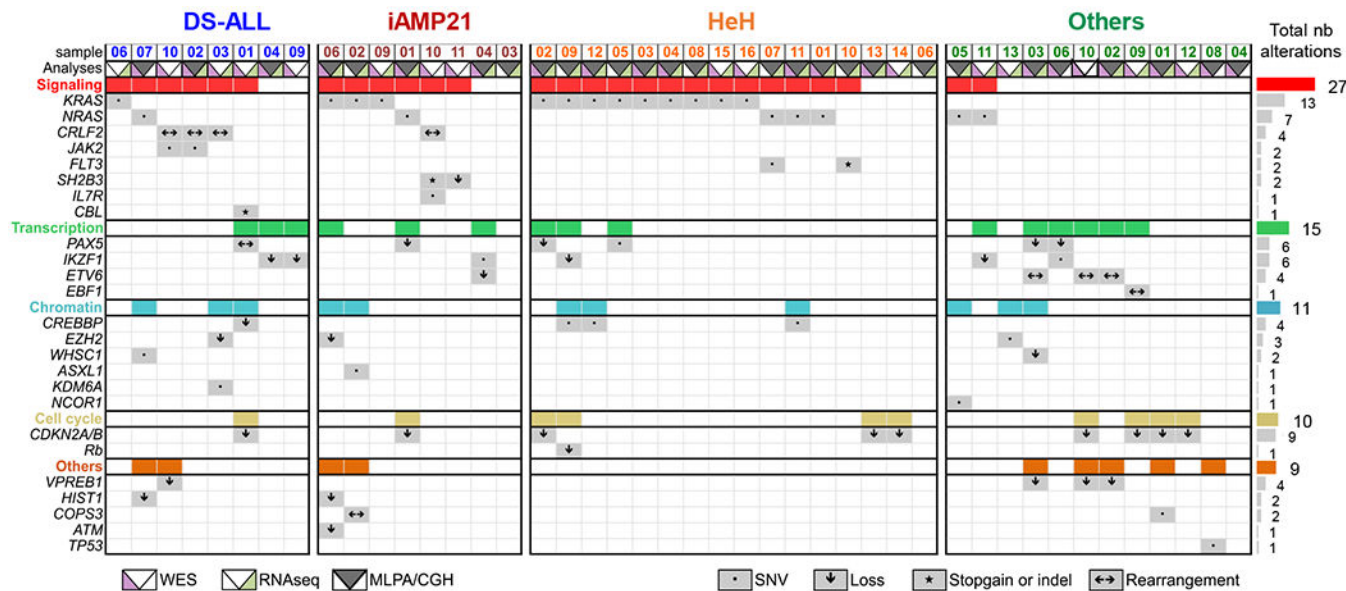 DS-ALL iAMP21 HeH Others Total nb
alterations
sample 06 07 10 02 03 01 04 09 06 02 09 01 10 11 04 03 02 09 12 05 03 04 08 15 16 07 11 01 10 13 14 06 05 11 13 03 06 10 02 09 01 12 08 04
Analyses
Signaling 27
KRAS 13
NRAS 7
CRLF2 4
JAK2 2
FLT3 2
SH2B3 2
IL7R 1
CBL 1
Transcription 15
PAX5 6
IKZF1 6
ETV6 4
EBF1 1
Chromatin 11
CREBBP 4
EZH2 3
WHSC1 2
ASXL1 1
KDM6A 1
NCOR1 1
Cell cycle 10
CDKN2A/B 9
Rb 1
Others 9
VPREB1 4
HIST1 2
COPS3 2
ATM 1
TP53 1
WES RNAseq MLPA/CGH SNV Loss Stopgain or indel Rearrangement